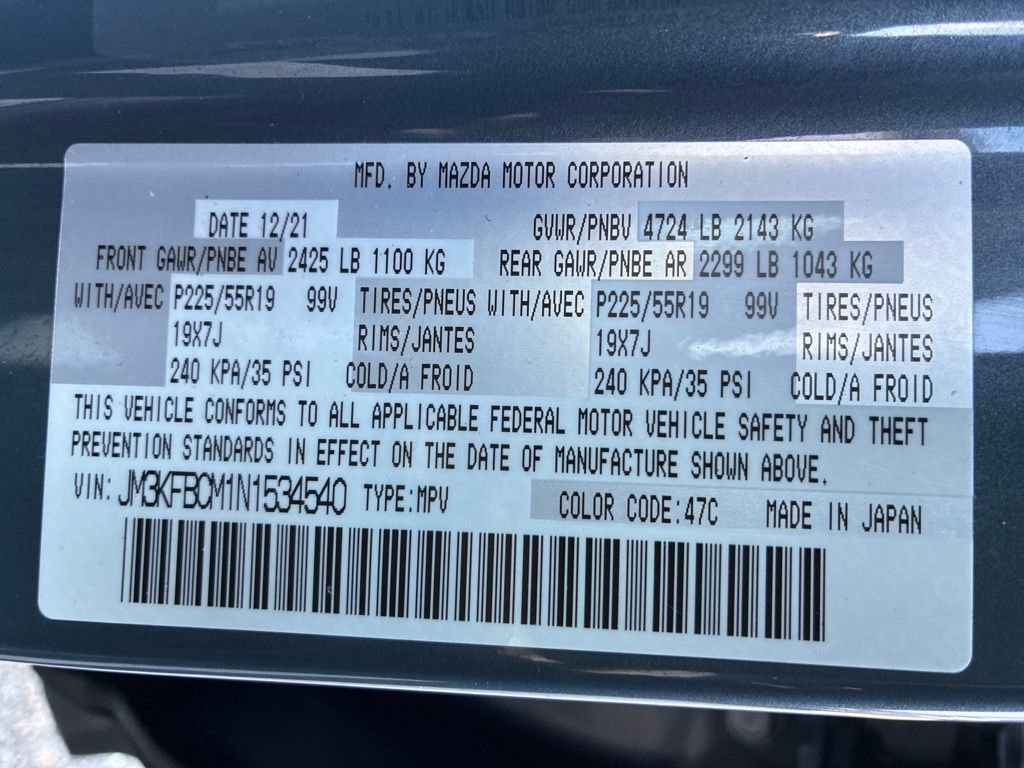 MFD. BY MAZDA MOTOR CORPORATION
DATE 12/21 GVWR/PNBV 4724 LB 2143 KG
FRONT GAWR/PNBE AV 2425 LB 1100 KG REAR GAWR/PNBE AR 2299 LB 1043 KG
WITH/AVEC P225/55R19 99V TIRES/PNEUS WITH/AVEC P225/55R19 99V TIRES/PNEUS
19X7J RIMS/JANTES 19X7J RIMS/JANTES
240 KPA/35 PSI COLD/A FROID 240 KPA/35 PSI COLD/A FROID
THIS VEHICLE CONFORMS TO ALL APPLICABLE FEDERAL MOTOR VEHICLE SAFETY AND THEFT
PREVENTION STANDARDS IN EFFECT ON THE DATE OF MANUFACTURE SHOWN ABOVE.
VIN: JM3KFBCM1N1534540 TYPE:MPV COLOR CODE:47C MADE IN JAPAN